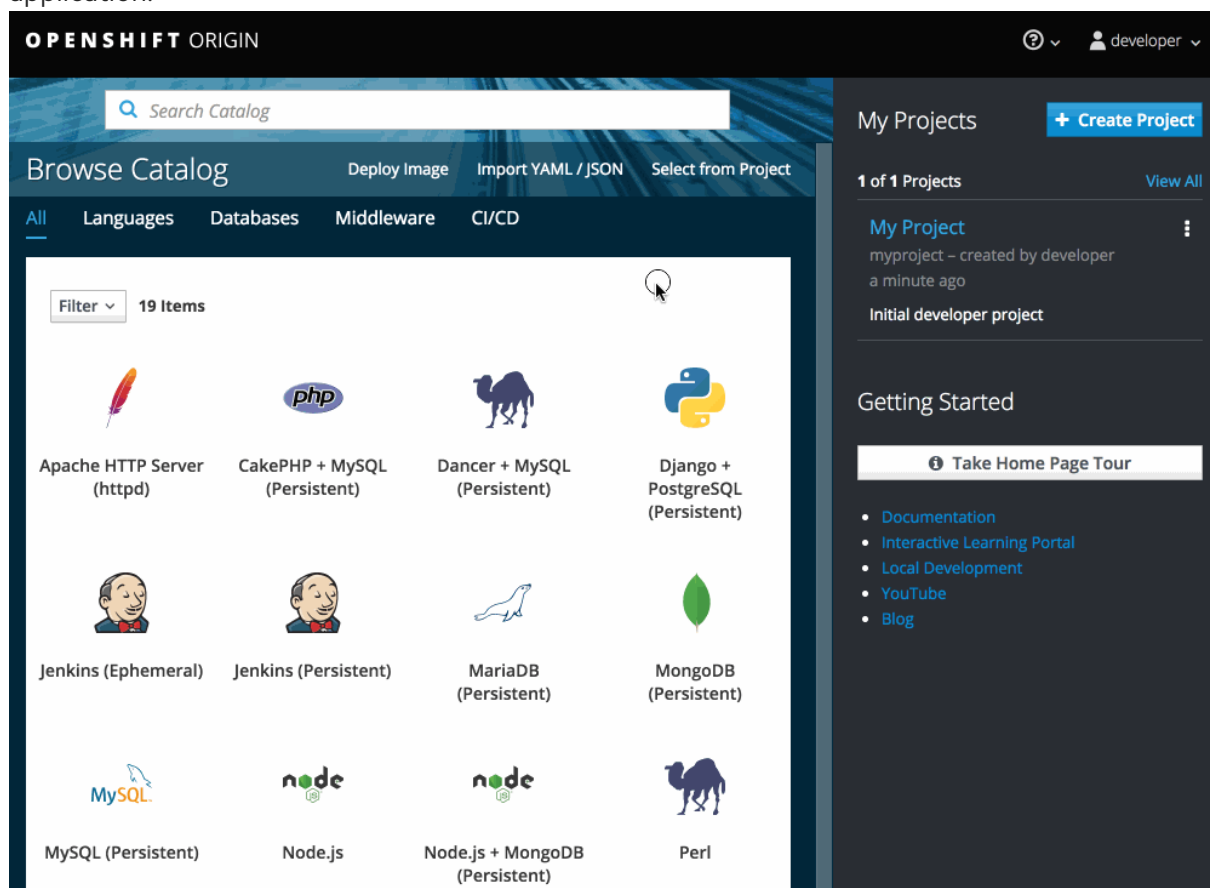 application.
OPENSHIFT ORIGIN
developer
Search Catalog
Browse Catalog
Deploy Image
Import YAML / JSON
Select from Project
All
Languages
Databases
Middleware
CI/CD
Filter
19 Items
php
Apache HTTP Server
(httpd)
CakePHP + MySQL
(Persistent)
Dancer + MySQL
(Persistent)
Django +
PostgreSQL
(Persistent)
Jenkins (Ephemeral)
Jenkins (Persistent)
MariaDB
(Persistent)
MongoDB
(Persistent)
MySQL
node
JS
node
JS
MySQL (Persistent)
Node.js
Node.js + MongoDB
(Persistent)
Perl
My Projects
+ Create Project
1 of 1 Projects
View All
My Project
myproject – created by developer
a minute ago
Initial developer project
Getting Started
Take Home Page Tour
Documentation
Interactive Learning Portal
Local Development
YouTube
Blog